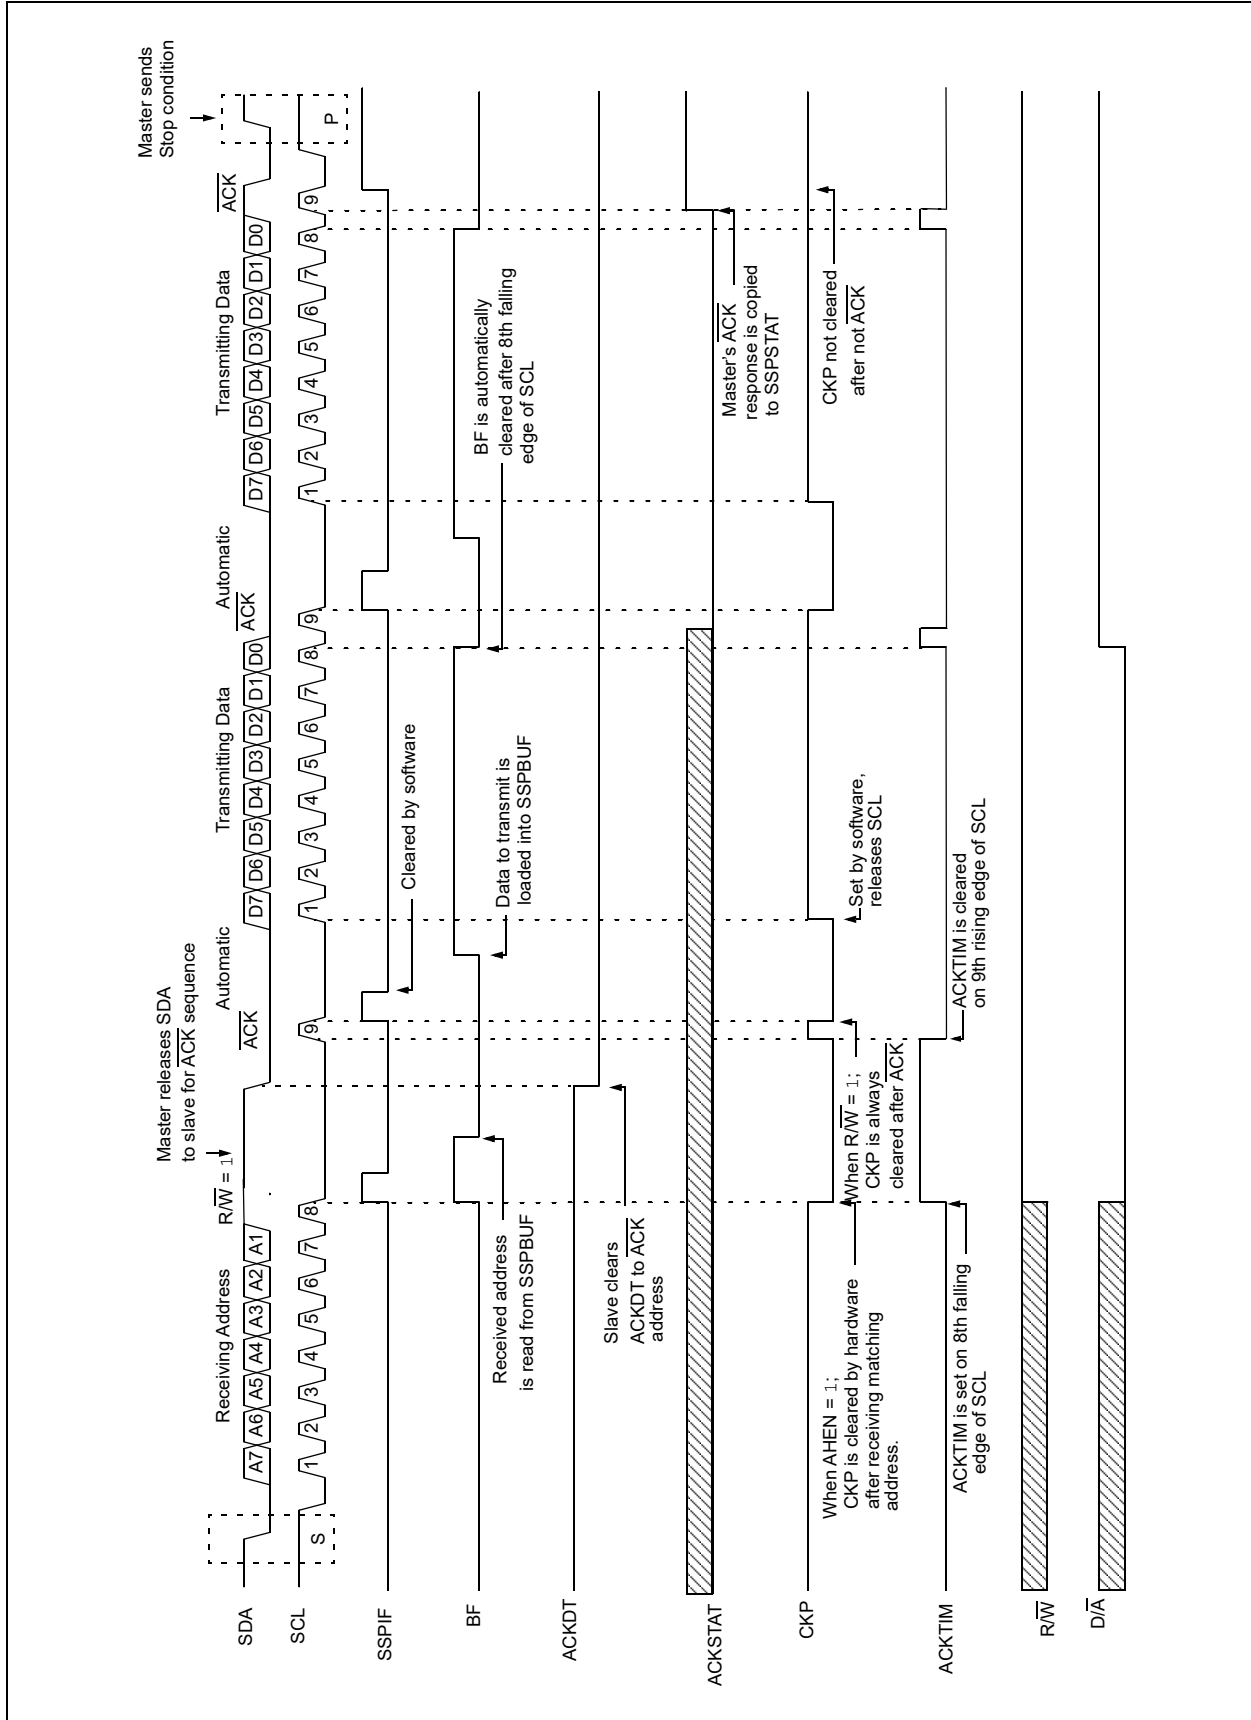 Master releases SDA
to slave for ACK sequence
Master sends
Stop condition
Receiving Address
R/W = 1
ACK
Automatic
Transmitting Data
ACK
Automatic
Transmitting Data
ACK
SDA
A7 A6 A5 A4 A3 A2 A1
D7 D6 D5 D4 D3 D2 D1 D0
D7 D6 D5 D4 D3 D2 D1 D0
SCL
S
1 2 3 4 5 6 7 8 9
1 2 3 4 5 6 7 8 9
1 2 3 4 5 6 7 8 9
P
SSPIF
Cleared by software
BF
Received address
is read from SSPBUF
Data to transmit is
loaded into SSPBUF
BF is automatically
cleared after 8th falling
edge of SCL
ACKDT
Slave clears
ACKDT to ACK
address
ACKSTAT
Master's ACK
response is copied
to SSPSTAT
CKP
When AHEN = 1;
CKP is cleared by hardware
after receiving matching
address.
When R/W = 1;
CKP is always
cleared after ACK
Set by software,
releases SCL
CKP not cleared
after not ACK
ACKTIM
ACKTIM is set on 8th falling
edge of SCL
ACKTIM is cleared
on 9th rising edge of SCL
R/W
D/A